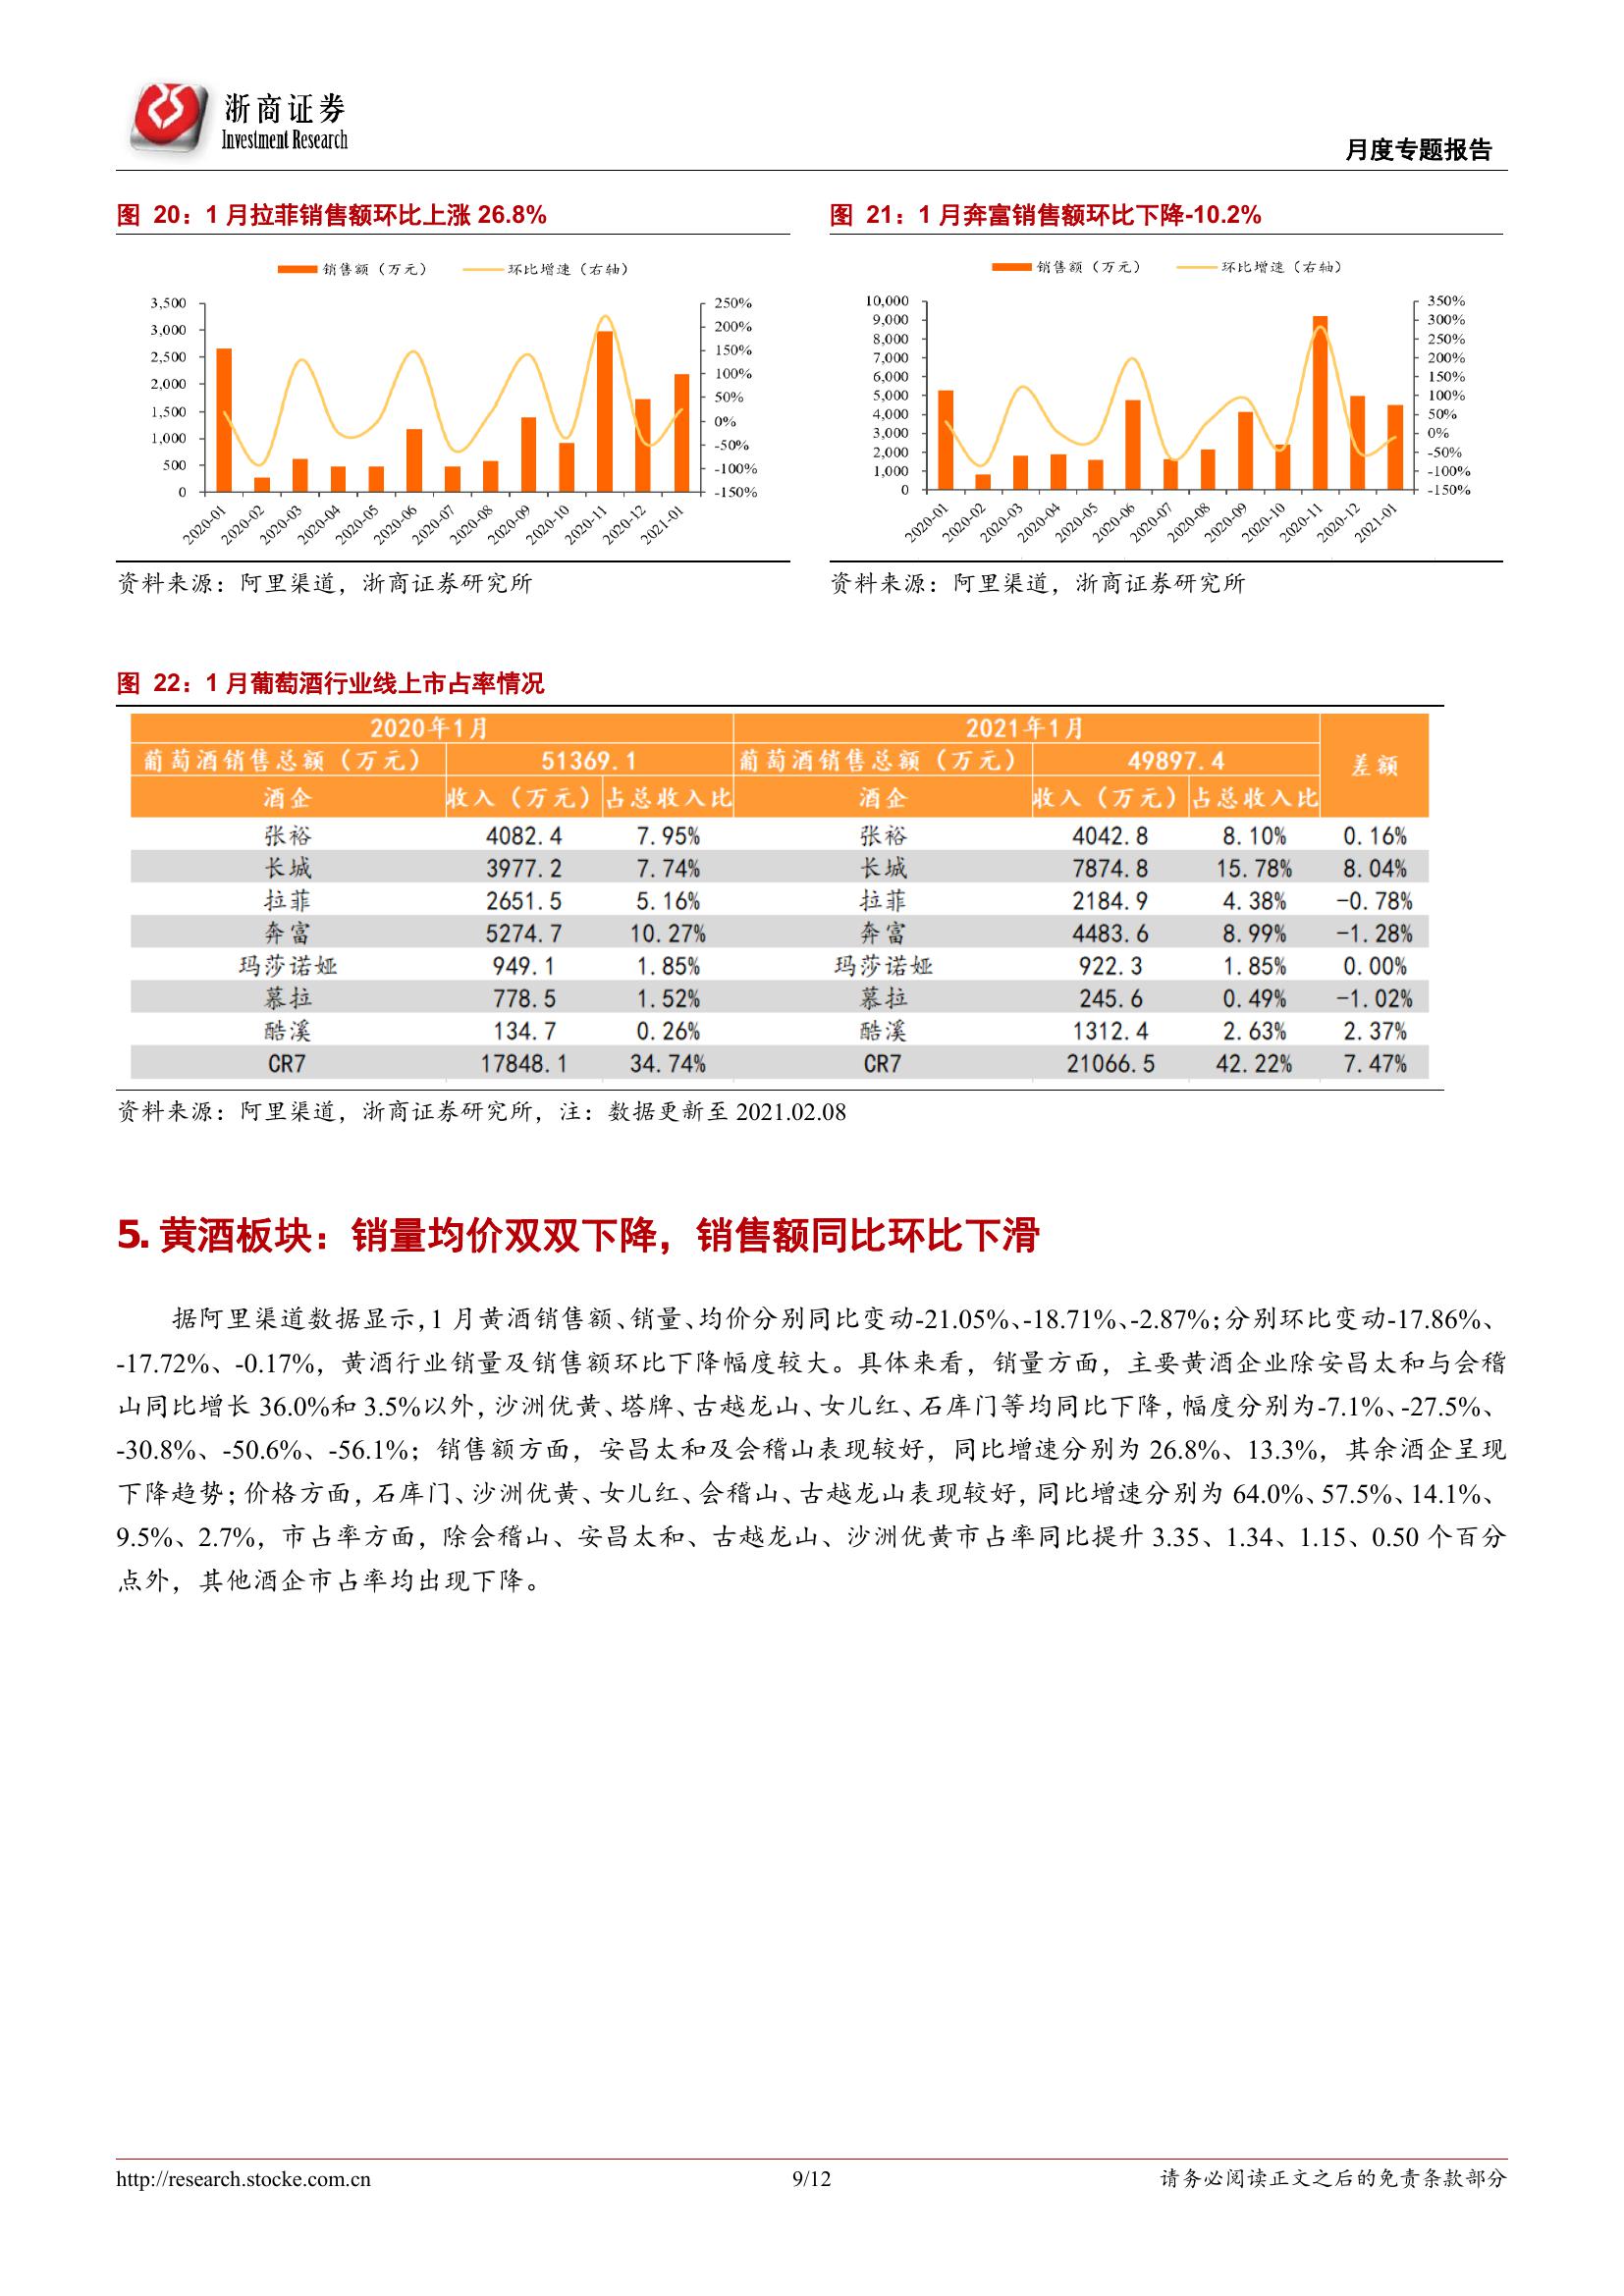 浙商证券
Investment Research
月度专题报告
图 20：1 月拉菲销售额环比上涨 26.8%
销售额（万元）
环比增速（右轴）
3,500
3,000
2,500
2,000
1,500
1,000
500
0
250%
200%
150%
100%
50%
0%
-50%
-100%
-150%
2020-01
2020-02
2020-03
2020-04
2020-05
2020-06
2020-07
2020-08
2020-09
2020-10
2020-11
2020-12
2021-01
资料来源：阿里渠道，浙商证券研究所
图 21：1 月奔富销售额环比下降-10.2%
销售额（万元）
环比增速（右轴）
10,000
9,000
8,000
7,000
6,000
5,000
4,000
3,000
2,000
1,000
0
350%
300%
250%
200%
150%
100%
50%
0%
-50%
-100%
-150%
2020-01
2020-02
2020-03
2020-04
2020-05
2020-06
2020-07
2020-08
2020-09
2020-10
2020-11
2020-12
2021-01
资料来源：阿里渠道，浙商证券研究所
图 22：1 月葡萄酒行业线上市占率情况
2020年1月 2021年1月 差额
葡萄酒销售总额（万元） 51369.1 葡萄酒销售总额（万元） 49897.4
酒企 收入（万元） 占总收入比 酒企 收入（万元） 占总收入比
张裕 4082.4 7.95% 张裕 4042.8 8.10% 0.16%
长城 3977.2 7.74% 长城 7874.8 15.78% 8.04%
拉菲 2651.5 5.16% 拉菲 2184.9 4.38% -0.78%
奔富 5274.7 10.27% 奔富 4483.6 8.99% -1.28%
玛莎诺娅 949.1 1.85% 玛莎诺娅 922.3 1.85% 0.00%
慕拉 778.5 1.52% 慕拉 245.6 0.49% -1.02%
酷溪 134.7 0.26% 酷溪 1312.4 2.63% 2.37%
CR7 17848.1 34.74% CR7 21066.5 42.22% 7.47%
资料来源：阿里渠道，浙商证券研究所，注：数据更新至 2021.02.08
5. 黄酒板块：销量均价双双下降，销售额同比环比下滑
据阿里渠道数据显示，1 月黄酒销售额、销量、均价分别同比变动-21.05%、-18.71%、-2.87%；分别环比变动-17.86%、
-17.72%、-0.17%，黄酒行业销量及销售额环比下降幅度较大。具体来看，销量方面，主要黄酒企业除安昌太和与会稽
山同比增长 36.0%和 3.5%以外，沙洲优黄、塔牌、古越龙山、女儿红、石库门等均同比下降，幅度分别为-7.1%、-27.5%、
-30.8%、-50.6%、-56.1%；销售额方面，安昌太和及会稽山表现较好，同比增速分别为 26.8%、13.3%，其余酒企呈现
下降趋势；价格方面，石库门、沙洲优黄、女儿红、会稽山、古越龙山表现较好，同比增速分别为 64.0%、57.5%、14.1%、
9.5%、2.7%，市占率方面，除会稽山、安昌太和、古越龙山、沙洲优黄市占率同比提升 3.35、1.34、1.15、0.50 个百分
点外，其他酒企市占率均出现下降。
http://research.stocke.com.cn
9/12
请务必阅读正文之后的免责条款部分